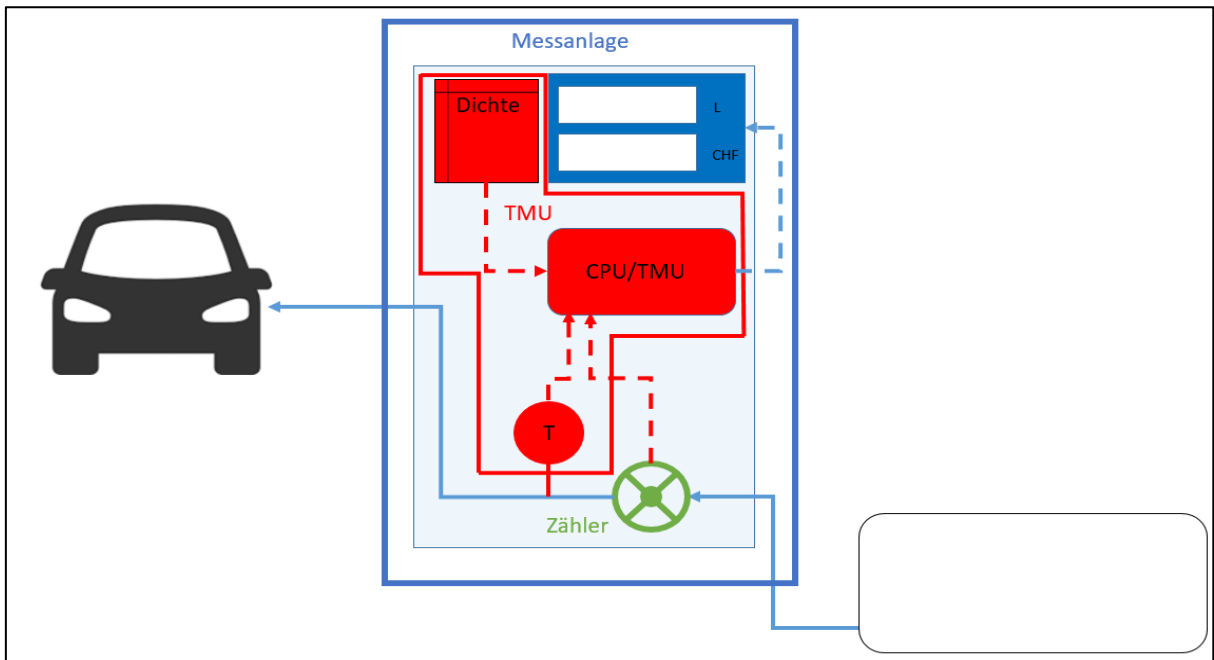 Messanlage
Dichte
L
CHF
TMU
CPU/TMU
T
Zähler